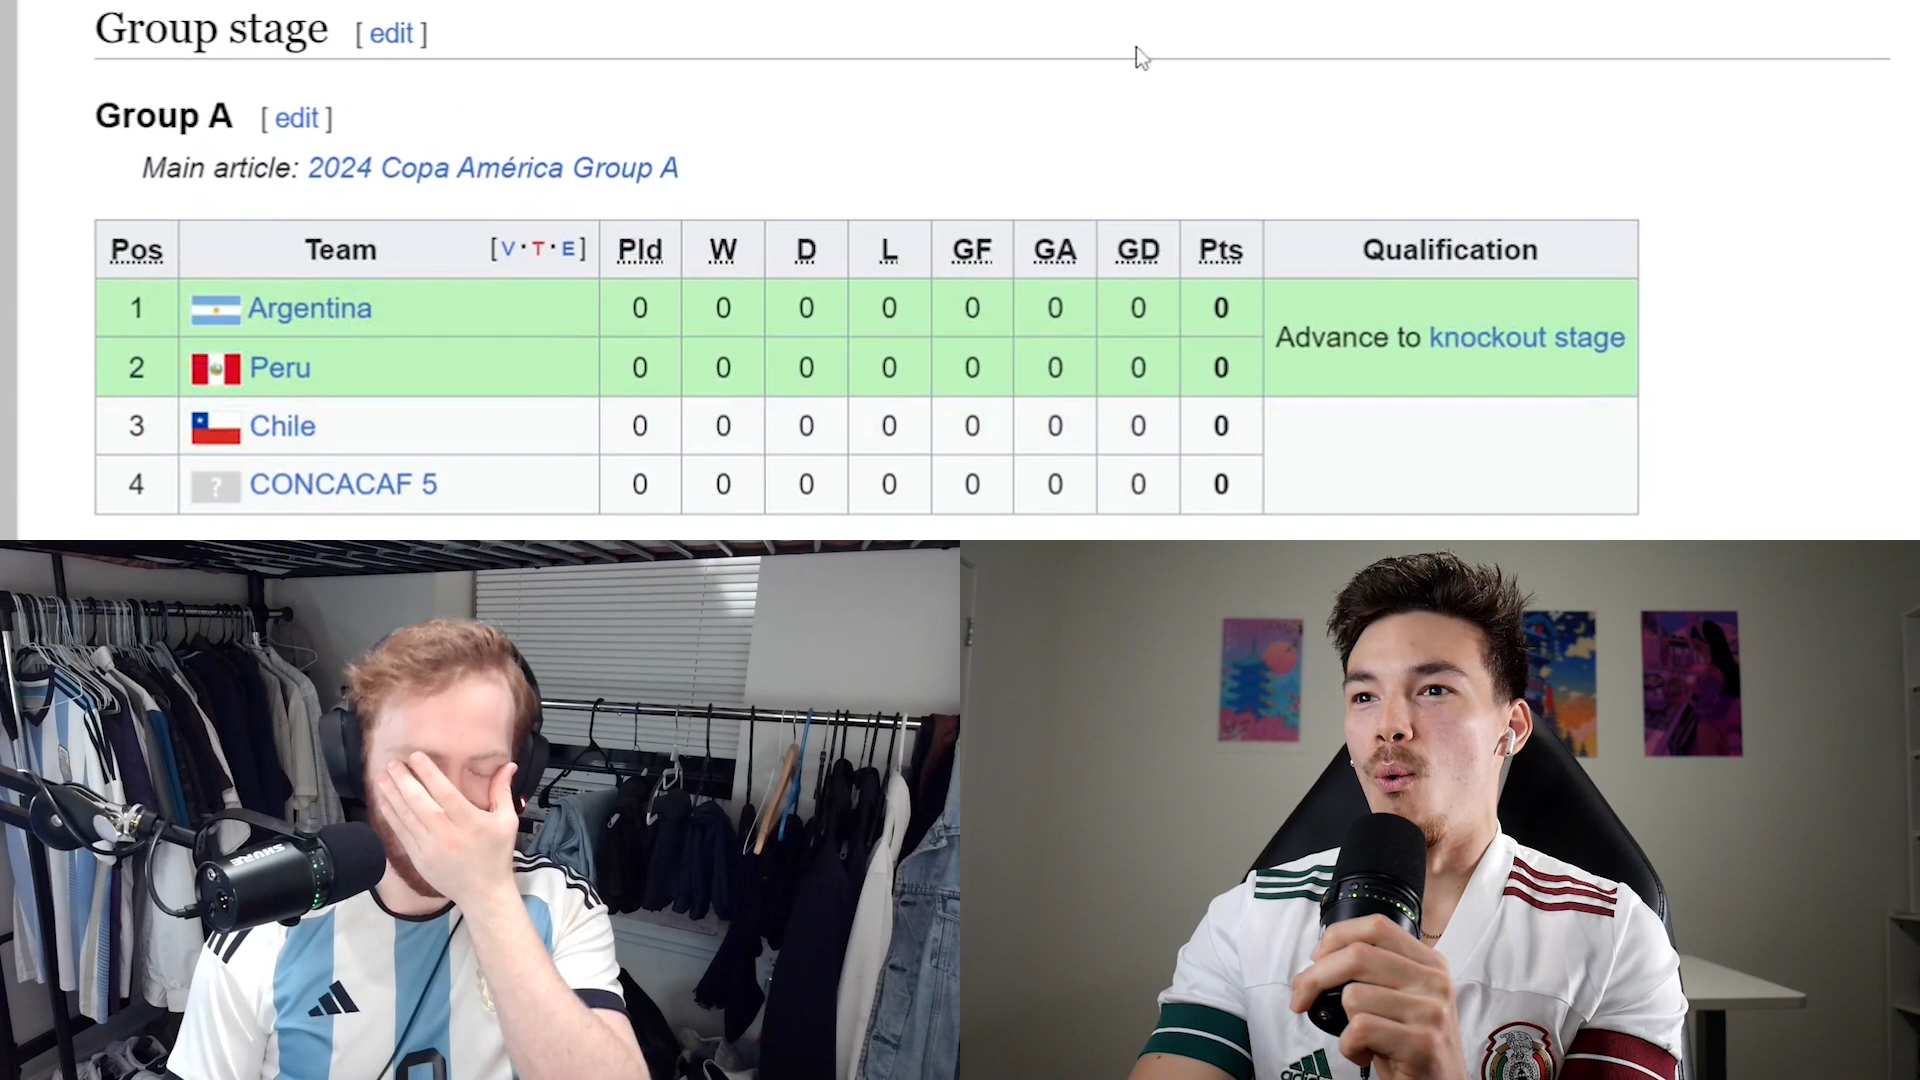 Group stage [ edit ]
Group A [ edit ]
Main article: 2024 Copa América Group A
Pos Team [ V · T · E ] Pld W D L GF GA GD Pts Qualification
1 Argentina 0 0 0 0 0 0 0 0 Advance to knockout stage
2 Peru 0 0 0 0 0 0 0 0
3 Chile 0 0 0 0 0 0 0 0
4 ? CONCACAF 5 0 0 0 0 0 0 0 0
SHURE
adidas